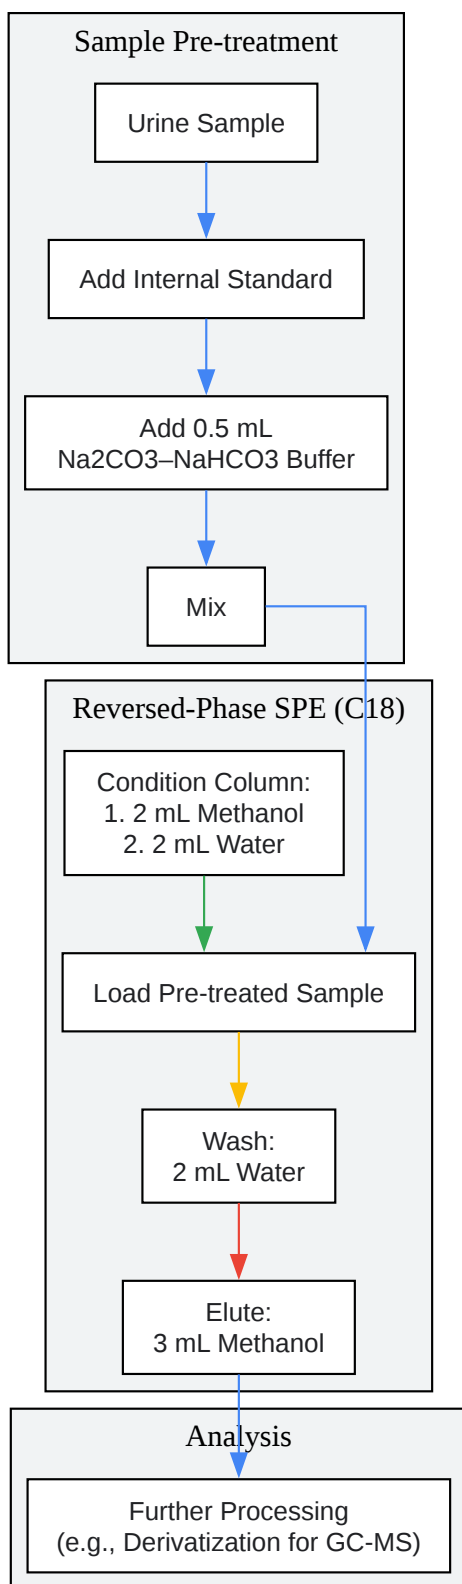 Sample Pre-treatment
Urine Sample
Add Internal Standard
Add 0.5 mL
Na2CO3–NaHCO3 Buffer
Mix
Reversed-Phase SPE (C18)
Condition Column:
1. 2 mL Methanol
2. 2 mL Water
Load Pre-treated Sample
Wash:
2 mL Water
Elute:
3 mL Methanol
Analysis
Further Processing
(e.g., Derivatization for GC-MS)